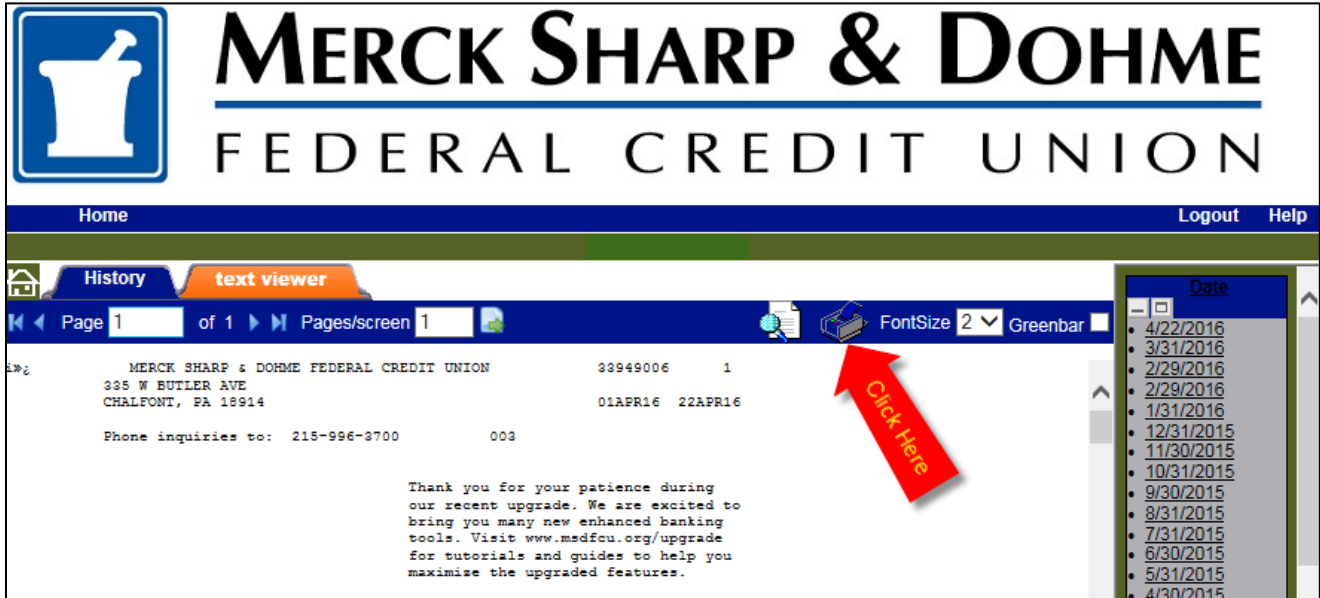 MERCK SHARP & DOHME
FEDERAL CREDIT UNION
Home Logout Help
History text viewer
Page 1 of 1 Pages/screen 1 FontSize 2 Greenbar
ï»¿ MERCK SHARP & DOHME FEDERAL CREDIT UNION 33949006 1
335 W BUTLER AVE
CHALFONT, PA 18914 01APR16 22APR16
Phone inquiries to: 215-996-3700 003
Thank you for your patience during
our recent upgrade. We are excited to
bring you many new enhanced banking
tools. Visit www.msdfcu.org/upgrade
for tutorials and guides to help you
maximize the upgraded features.
Click Here
Date
4/22/2016
3/31/2016
2/29/2016
2/29/2016
1/31/2016
12/31/2015
11/30/2015
10/31/2015
9/30/2015
8/31/2015
7/31/2015
6/30/2015
5/31/2015
4/30/2015